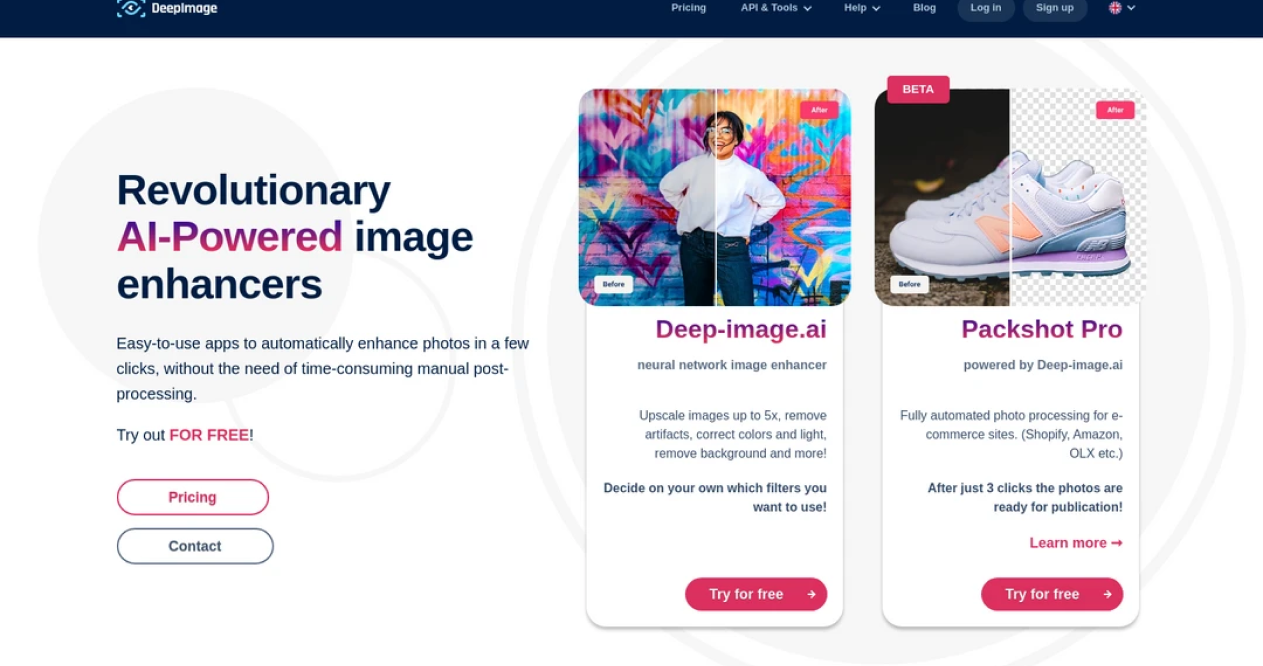 DeepImage
Pricing
API & Tools
Help
Blog
Log in
Sign up
Revolutionary
AI-Powered image
enhancers
Easy-to-use apps to automatically enhance photos in a few
clicks, without the need of time-consuming manual post-
processing.
Try out FOR FREE!
Pricing
Contact
After
Before
Deep-image.ai
neural network image enhancer
Upscale images up to 5x, remove
artifacts, correct colors and light,
remove background and more!
Decide on your own which filters you
want to use!
Try for free
BETA
After
Before
Packshot Pro
powered by Deep-image.ai
Fully automated photo processing for e-
commerce sites. (Shopify, Amazon,
OLX etc.)
After just 3 clicks the photos are
ready for publication!
Learn more →
Try for free